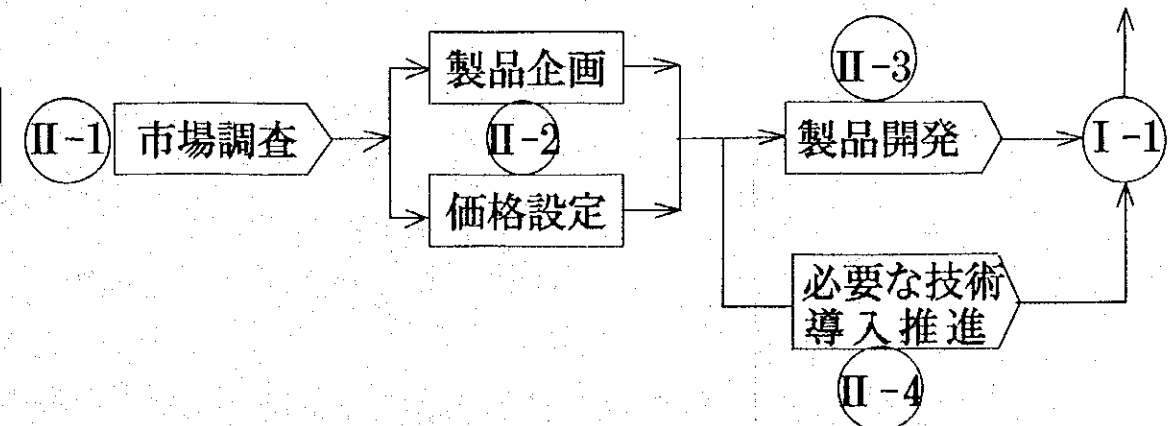 II-1
市場調査
製品企画
II-2
価格設定
II-3
製品開発
I-1
必要な技術
導入推進
II-4